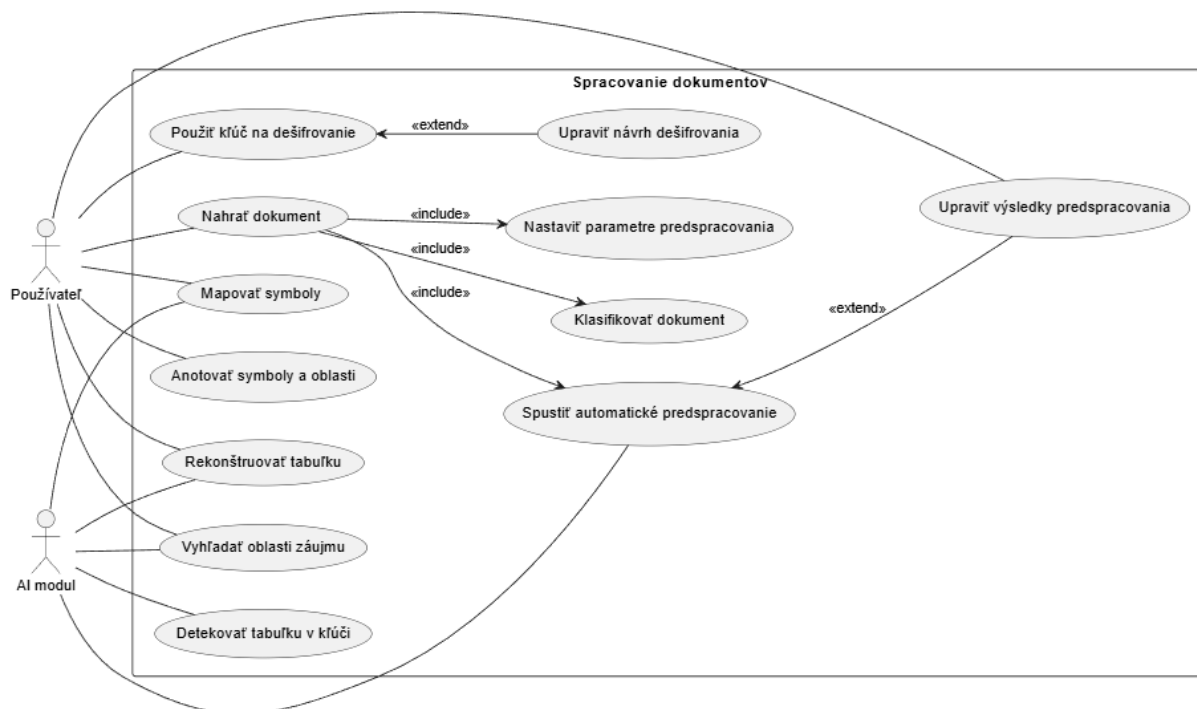 Spracovanie dokumentov
Použiť kľúč na dešifrovanie
«extend»
Upraviť návrh dešifrovania
Nahrať dokument
«include»
Nastaviť parametre predspracovania
Upraviť výsledky predspracovania
«include»
Používateľ
Mapovať symboly
«include»
Klasifikovať dokument
«extend»
Anotovať symboly a oblasti
Spustiť automatické predspracovanie
Rekonštruovať tabuľku
Vyhľadať oblasti záujmu
AI modul
Detekovať tabuľku v kľúči